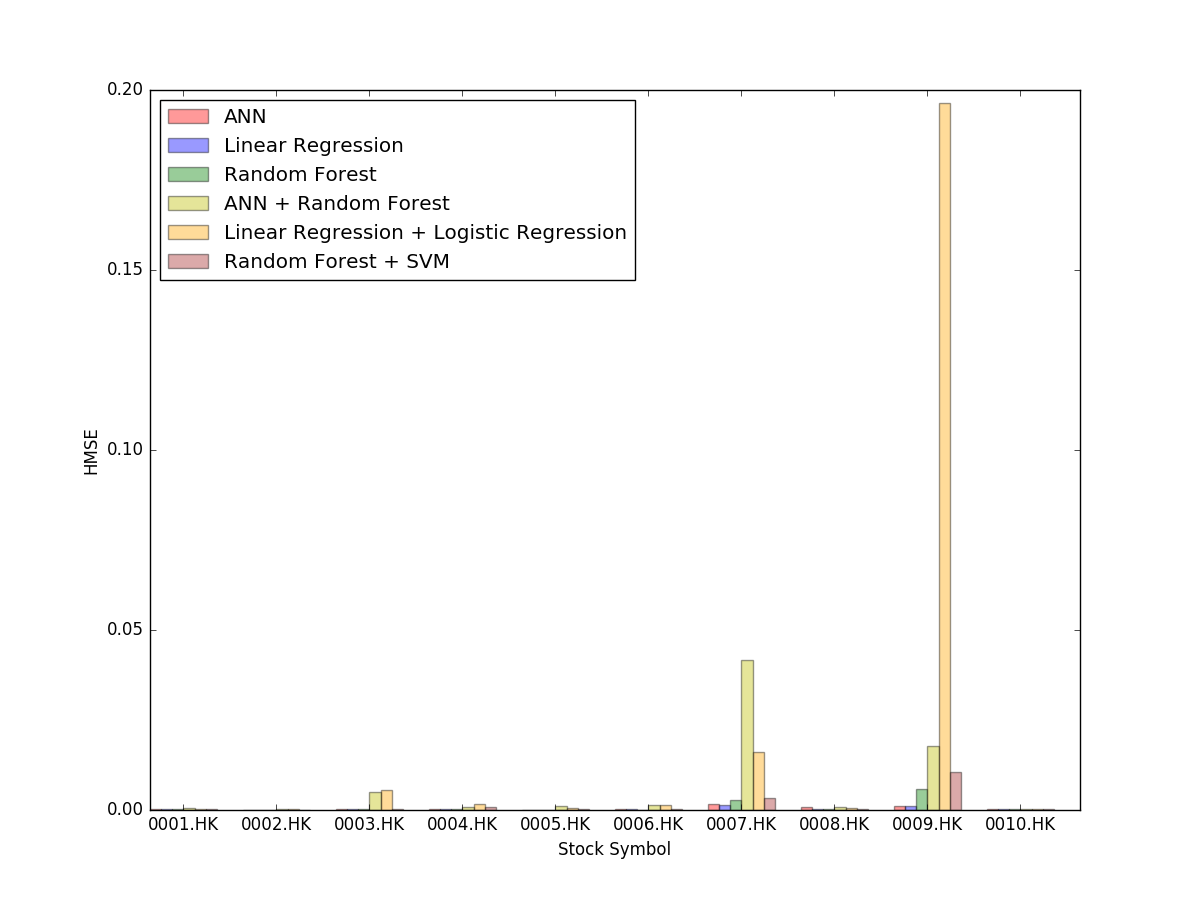 0.20
0.15
0.10
0.05
0.00
HMSE
ANN
Linear Regression
Random Forest
ANN + Random Forest
Linear Regression + Logistic Regression
Random Forest + SVM
0001.HK 0002.HK 0003.HK 0004.HK 0005.HK 0006.HK 0007.HK 0008.HK 0009.HK 0010.HK
Stock Symbol